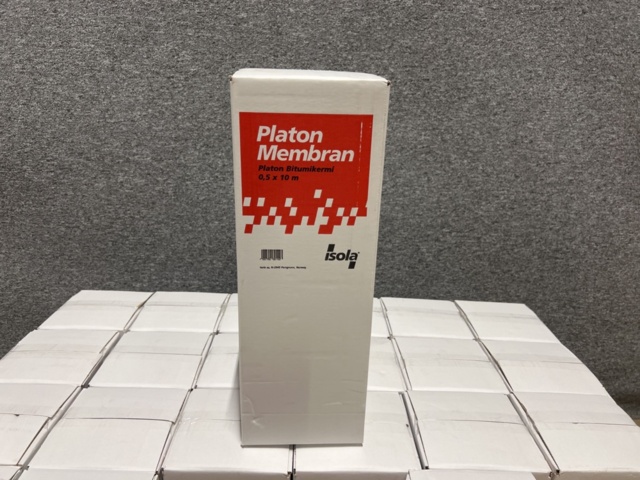 Platon
Membran
Platon Bitumikermi
0,5 x 10 m
isola